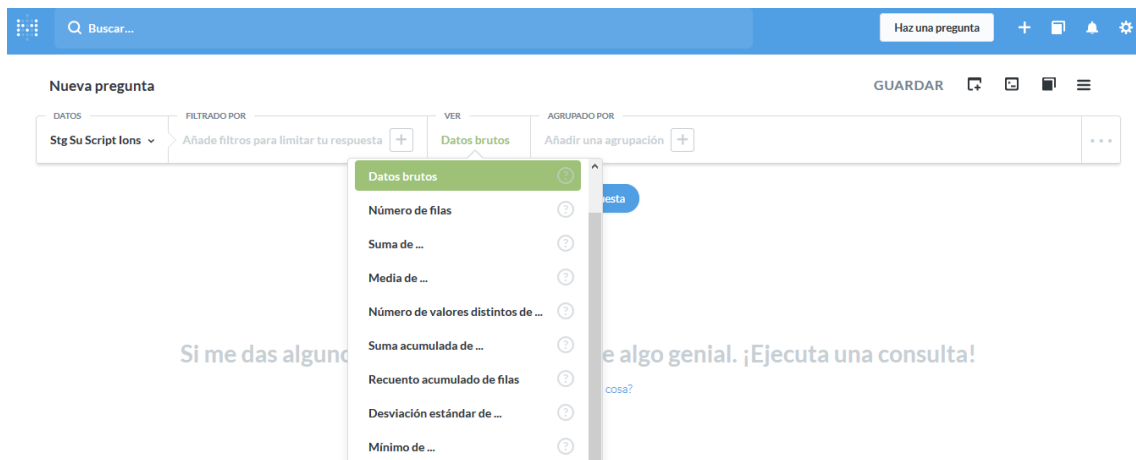 Buscar...
Haz una pregunta
Nueva pregunta
GUARDAR
DATOS
FILTRADO POR
VER
AGRUPADO POR
Stg Su Script Ions
Añade filtros para limitar tu respuesta
Datos brutos
Añadir una agrupación
Datos brutos
Número de filas
Suma de ...
Media de ...
Número de valores distintos de ...
Suma acumulada de ...
Recuento acumulado de filas
Desviación estándar de ...
Mínimo de ...
Si me das e algo genial. ¡Ejecuta una consulta!
cosa?